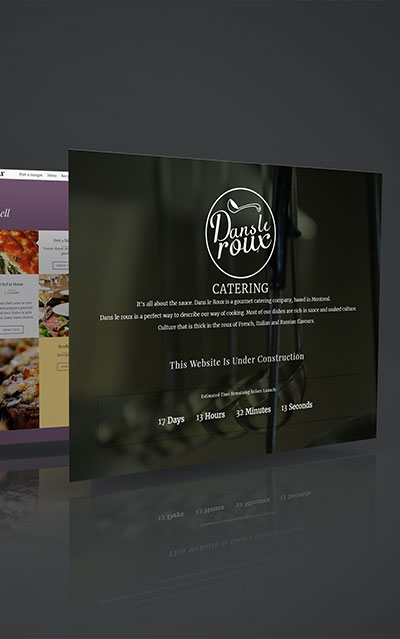 Dans le
roux
CATERING
It's all about the sauce. Dans le Roux is a gourmet catering company, based in Montreal.
Dans le roux is a perfect way to describe our way of cooking. Most of our dishes are rich in sauce and souked culture.
Culture that is thick in the roux of French, Italian and Russian flavours.
This Website Is Under Construction
Estimated Time Remaining Before Launch:
17 Days 13 Hours 32 Minutes 13 Seconds